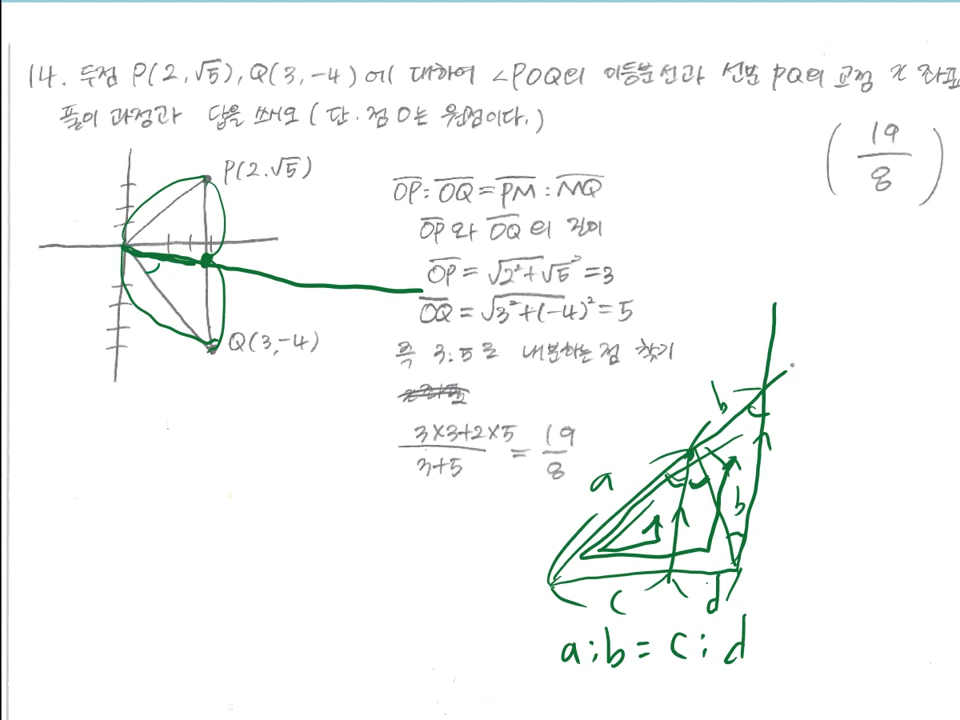 14. 두점 P(2,√5), Q(3,-4)에 대하여 ∠POQ의 이등분선과 선분 PQ의 교점 x좌표
풀이 과정과 답을 쓰시오 (단, 점 O는 원점이다.)
(19/8)
P(2,√5)
Q(3,-4)
OP : OQ = PM : MQ
OP와 OQ의 길이
OP = √2²+√5² = 3
OQ = √3²+(-4)² = 5
즉 3:5로 내분하는점 찾기
3×3+2×5 / 3+5 = 19/8
b
a
b
c
d
a:b = c:d